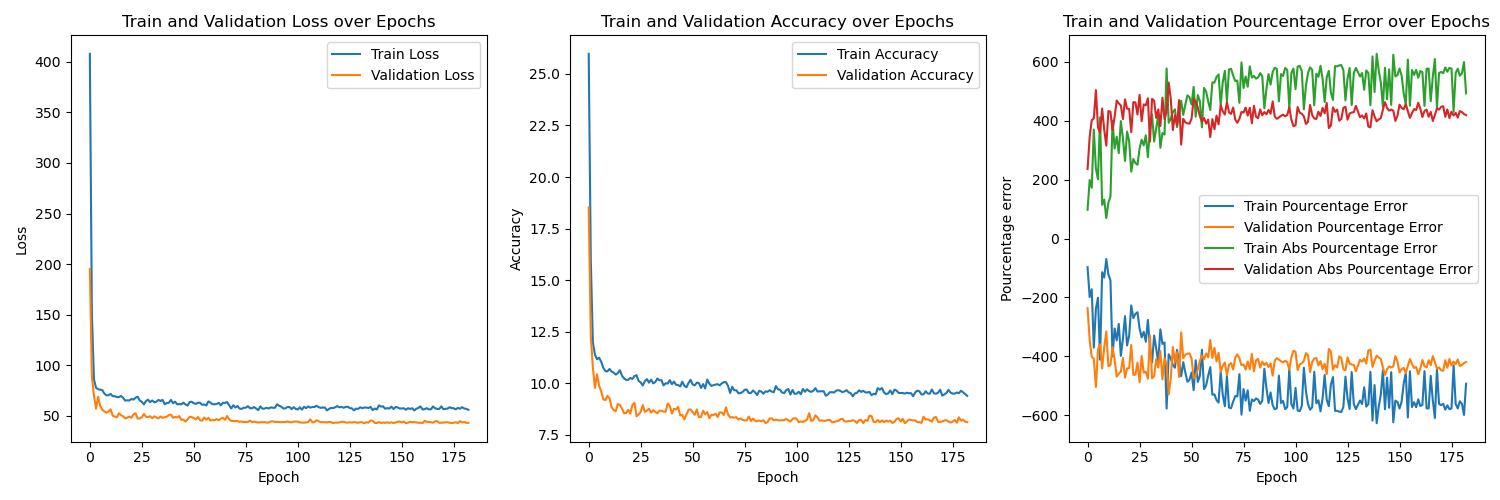 Train and Validation Loss over Epochs
Train Loss
Validation Loss
400
350
300
250
200
150
100
50
Loss
0
25
50
75
100
125
150
175
Epoch
Train and Validation Accuracy over Epochs
Train Accuracy
Validation Accuracy
25.0
22.5
20.0
17.5
15.0
12.5
10.0
7.5
Accuracy
0
25
50
75
100
125
150
175
Epoch
Train and Validation Pourcentage Error over Epochs
Train Pourcentage Error
Validation Pourcentage Error
Train Abs Pourcentage Error
Validation Abs Pourcentage Error
600
400
200
0
−200
−400
−600
Pourcentage error
0
25
50
75
100
125
150
175
Epoch